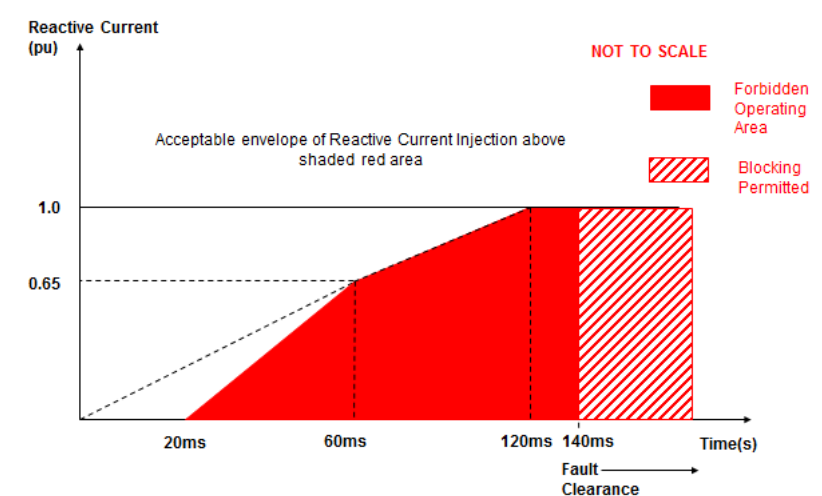 Reactive Current
(pu)
NOT TO SCALE
Forbidden
Operating
Area
Acceptable envelope of Reactive Current Injection above
shaded red area
Blocking
Permitted
1.0
0.65
20ms
60ms
120ms
140ms
Time(s)
Fault
Clearance